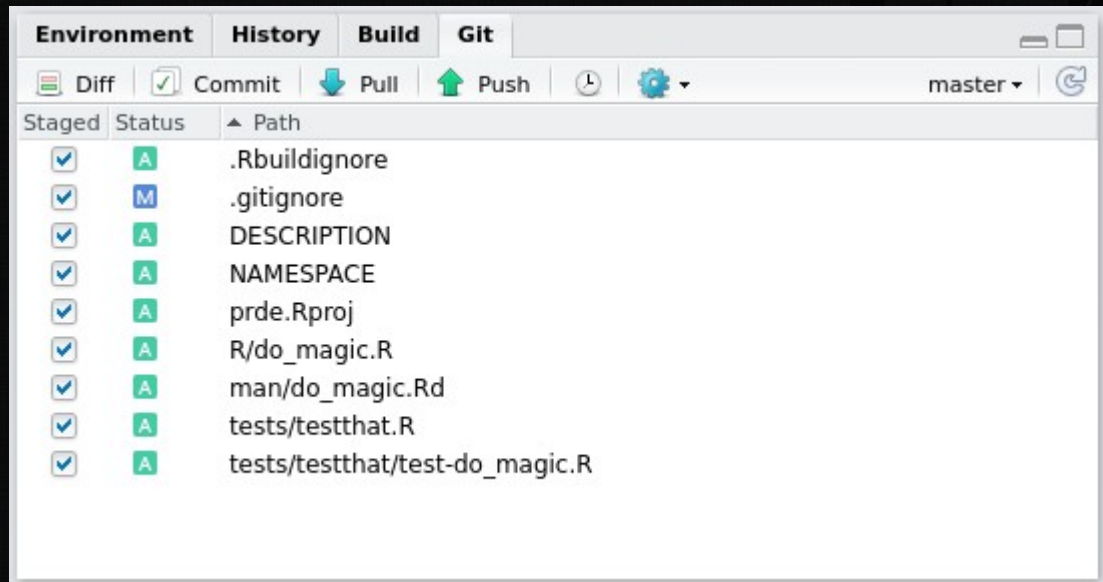 Environment History Build Git
Diff Commit Pull Push master
Staged Status Path
A .Rbuildignore
M .gitignore
A DESCRIPTION
A NAMESPACE
A prde.Rproj
A R/do_magic.R
A man/do_magic.Rd
A tests/testthat.R
A tests/testthat/test-do_magic.R